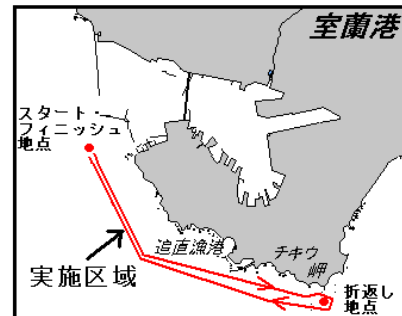 室蘭港
スタート・
フィニッシュ
地点
追直漁港
チキウ
岬
実施区域
折返し
地点